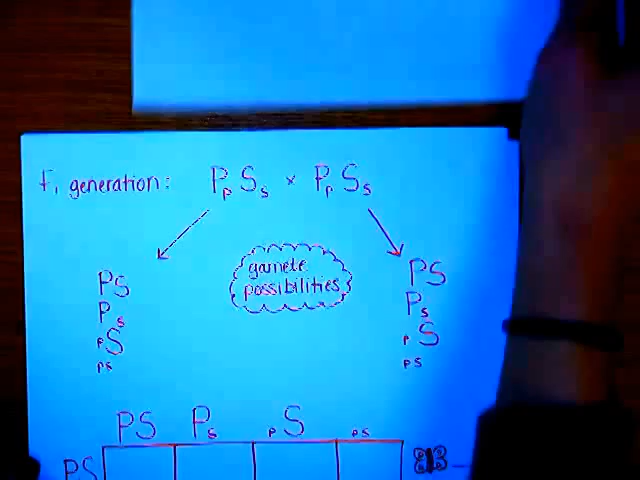 F₁ generation: PpSs × PpSs
gamete
possibilities
PS PS
Ps Ps
pS pS
ps ps
PS Ps pS ps
PS